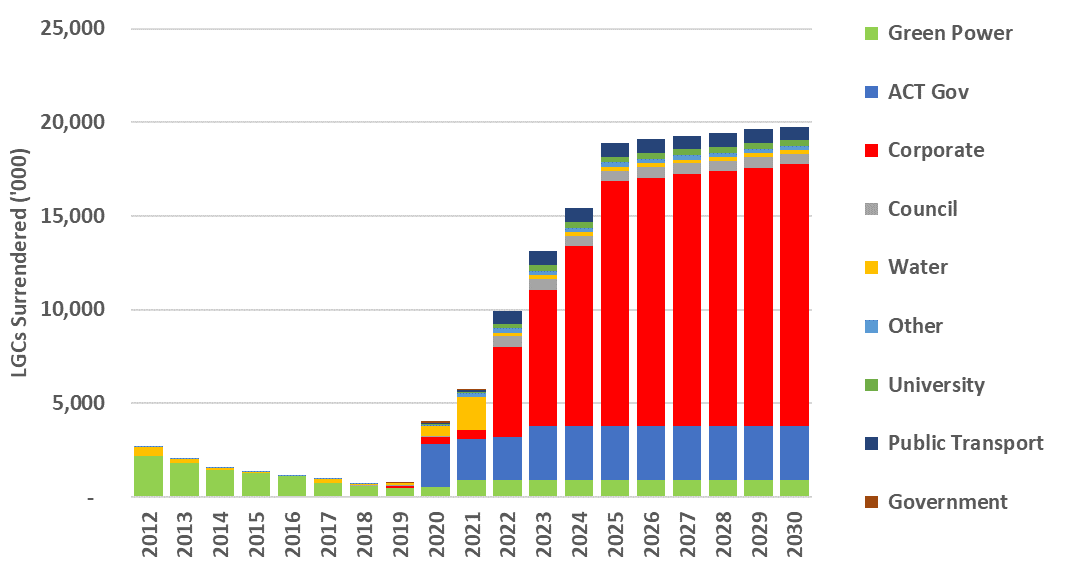 25,000
20,000
15,000
10,000
5,000
-
LGCs Surrendered ('000)
2012
2013
2014
2015
2016
2017
2018
2019
2020
2021
2022
2023
2024
2025
2026
2027
2028
2029
2030
Green Power
ACT Gov
Corporate
Council
Water
Other
University
Public Transport
Government